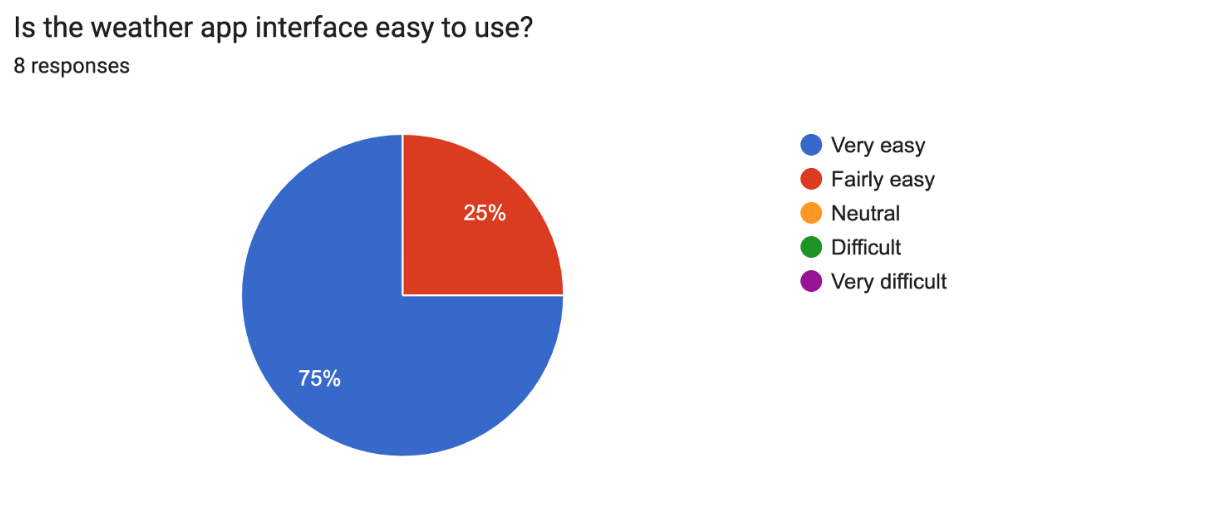 Is the weather app interface easy to use?
8 responses
25%
75%
Very easy
Fairly easy
Neutral
Difficult
Very difficult